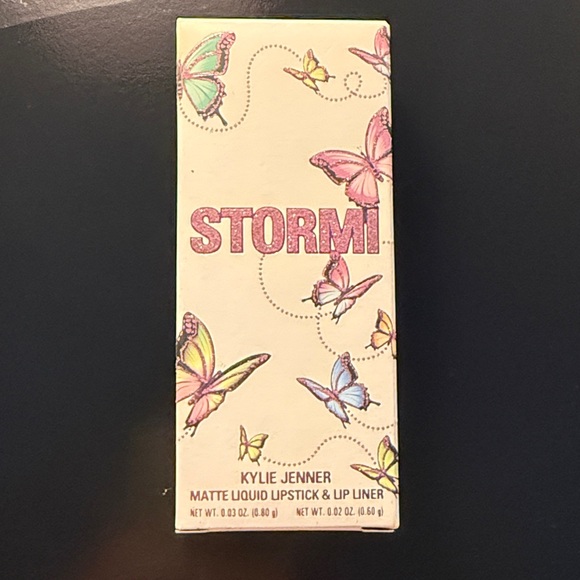 STORMI
KYLIE JENNER
MATTE LIQUID LIPSTICK & LIP LINER
NET WT. 0.03 OZ. (0.80 g) NET WT. 0.02 OZ. (0.60 g)